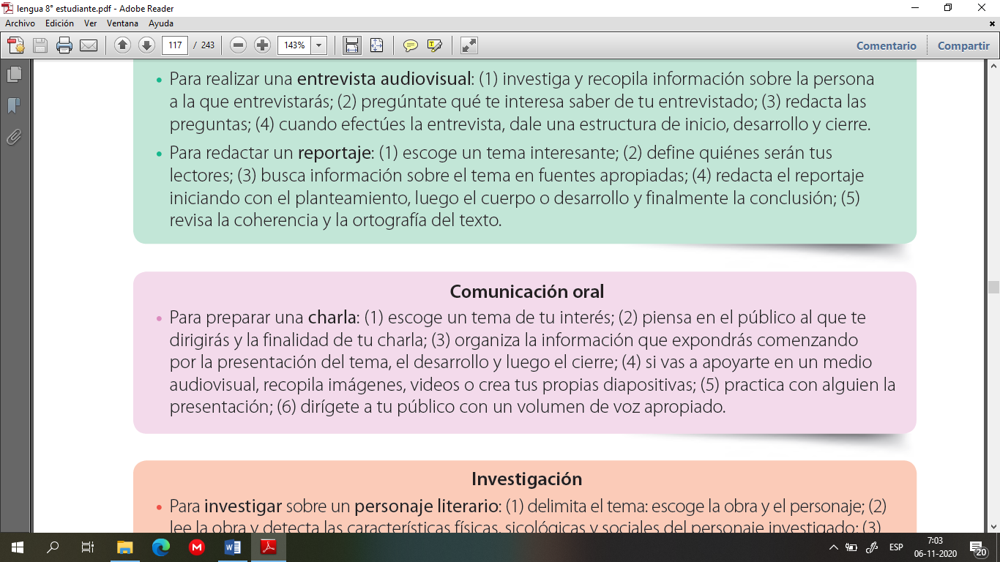 lengua 8° estudiante.pdf - Adobe Reader
Archivo Edición Ver Ventana Ayuda
117 / 243 143% Comentario Compartir
• Para realizar una entrevista audiovisual: (1) investiga y recopila información sobre la persona
a la que entrevistarás; (2) pregúntate qué te interesa saber de tu entrevistado; (3) redacta las
preguntas; (4) cuando efectúes la entrevista, dale una estructura de inicio, desarrollo y cierre.
• Para redactar un reportaje: (1) escoge un tema interesante; (2) define quiénes serán tus
lectores; (3) busca información sobre el tema en fuentes apropiadas; (4) redacta el reportaje
iniciando con el planteamiento, luego el cuerpo o desarrollo y finalmente la conclusión; (5)
revisa la coherencia y la ortografía del texto.
Comunicación oral
• Para preparar una charla: (1) escoge un tema de tu interés; (2) piensa en el público al que te
dirigirás y la finalidad de tu charla; (3) organiza la información que expondrás comenzando
por la presentación del tema, el desarrollo y luego el cierre; (4) si vas a apoyarte en un medio
audiovisual, recopila imágenes, videos o crea tus propias diapositivas; (5) practica con alguien la
presentación; (6) dirígete a tu público con un volumen de voz apropiado.
Investigación
• Para investigar sobre un personaje literario: (1) delimita el tema: escoge la obra y el personaje; (2)
lee la obra y detecta las características físicas, sicológicas y sociales del personaje investigado; (3)
ESP
7:03
06-11-2020
20